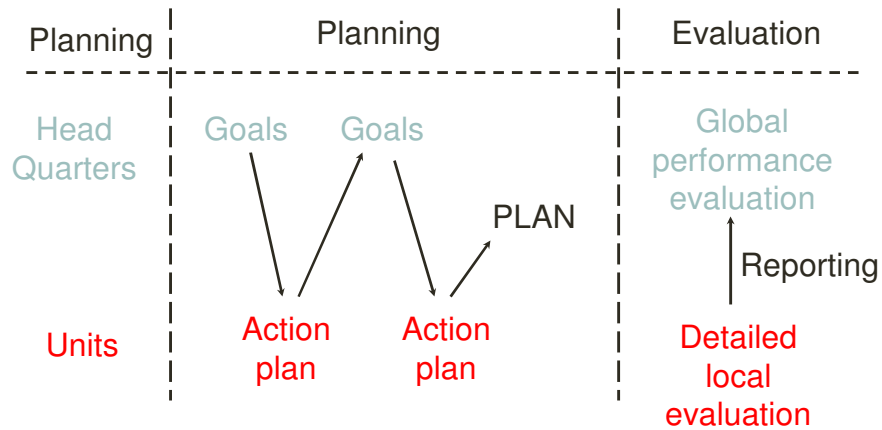 Planning
Planning
Evaluation
Head
Quarters
Goals
Goals
Global
performance
evaluation
PLAN
Reporting
Units
Action
plan
Action
plan
Detailed
local
evaluation